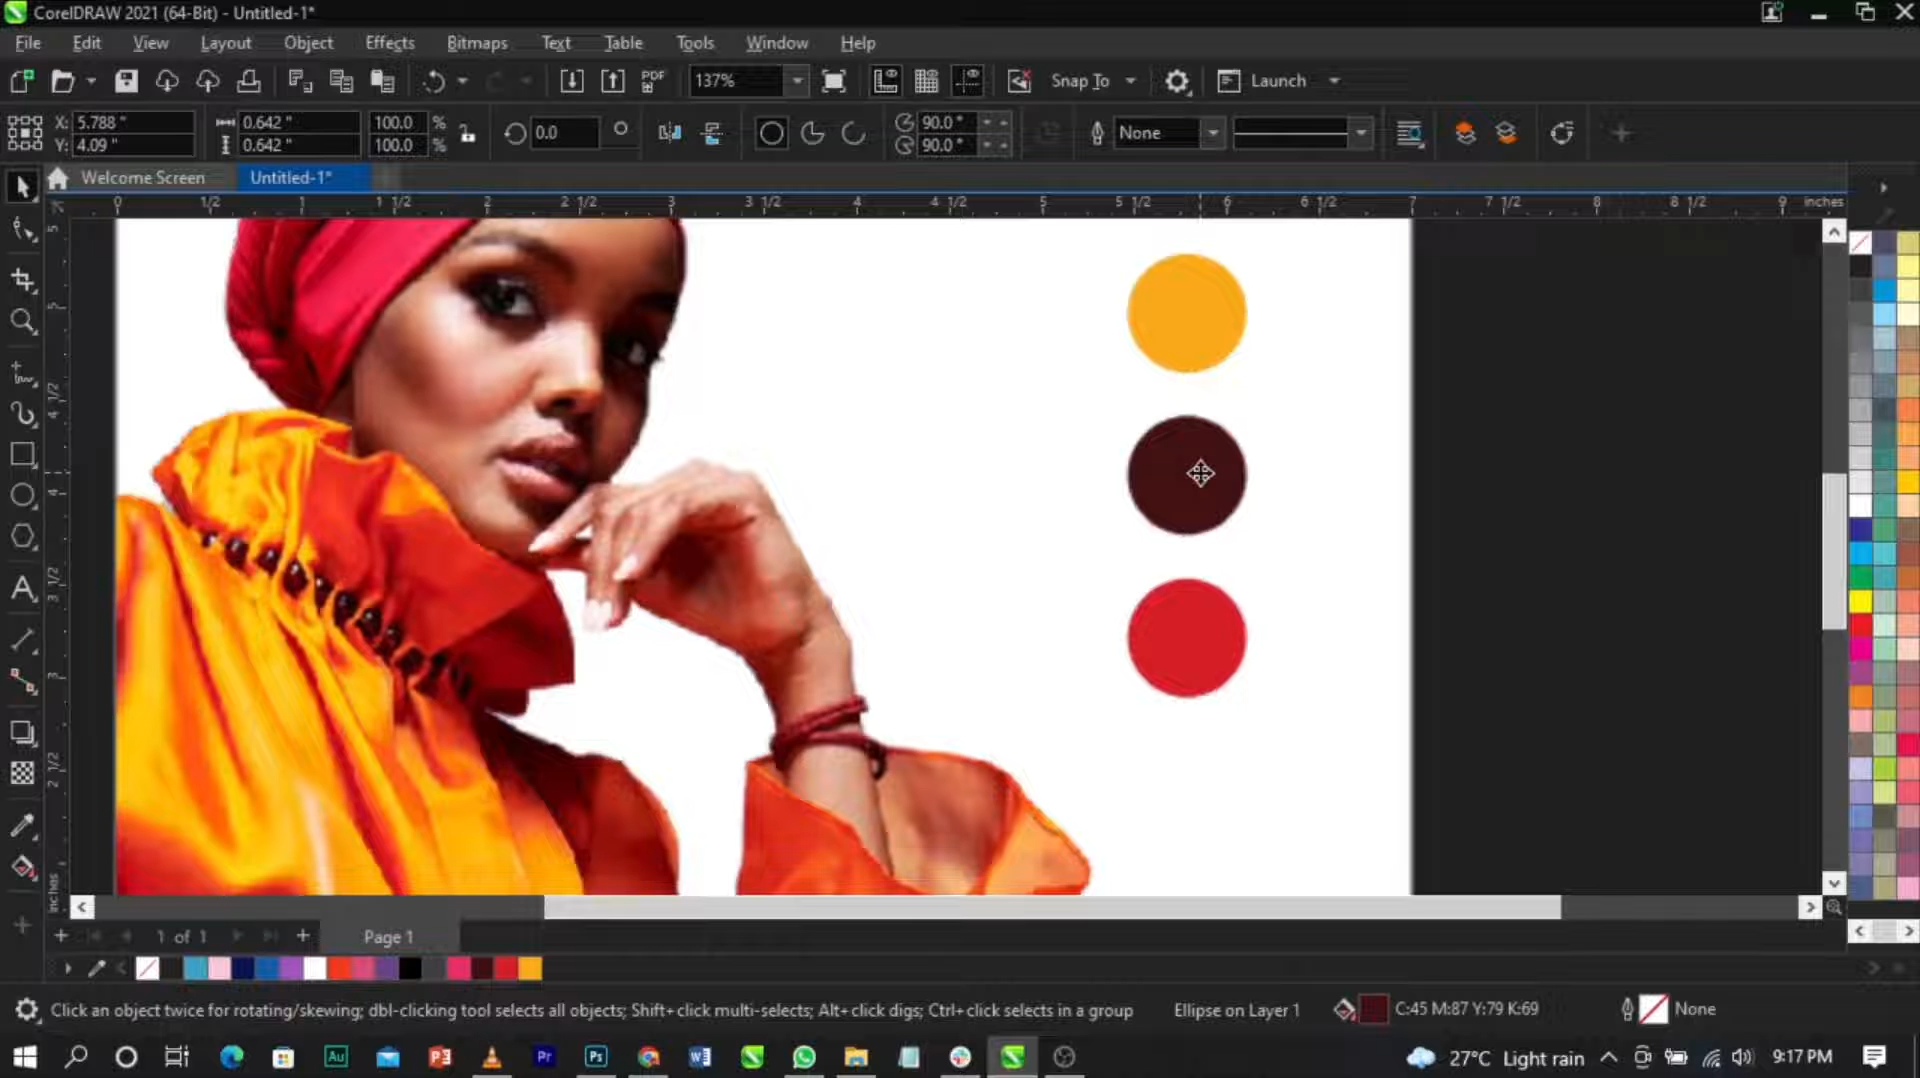 CorelDRAW 2021 (64-Bit) - Untitled-1*
File Edit View Layout Object Effects Bitmaps Text Table Tools Window Help
PDF 137% Snap To Launch
X: 5.788 " 0.642 " 100.0 % 0.0 90.0 ° None
Y: 4.09 " 0.642 " 100.0 % 90.0 °
Welcome Screen Untitled-1*
0 1/2 1 1 1/2 2 2 1/2 3 3 1/2 4 4 1/2 5 5 1/2 6 6 1/2 7 7 1/2 8 8 1/2 9 inches
1 of 1 Page 1
Click an object twice for rotating/skewing; dbl-clicking tool selects all objects; Shift+click multi-selects; Alt+click digs; Ctrl+click selects in a group Ellipse on Layer 1 C:45 M:87 Y:79 K:69 None
Au Pr Ps 27°C Light rain 9:17 PM